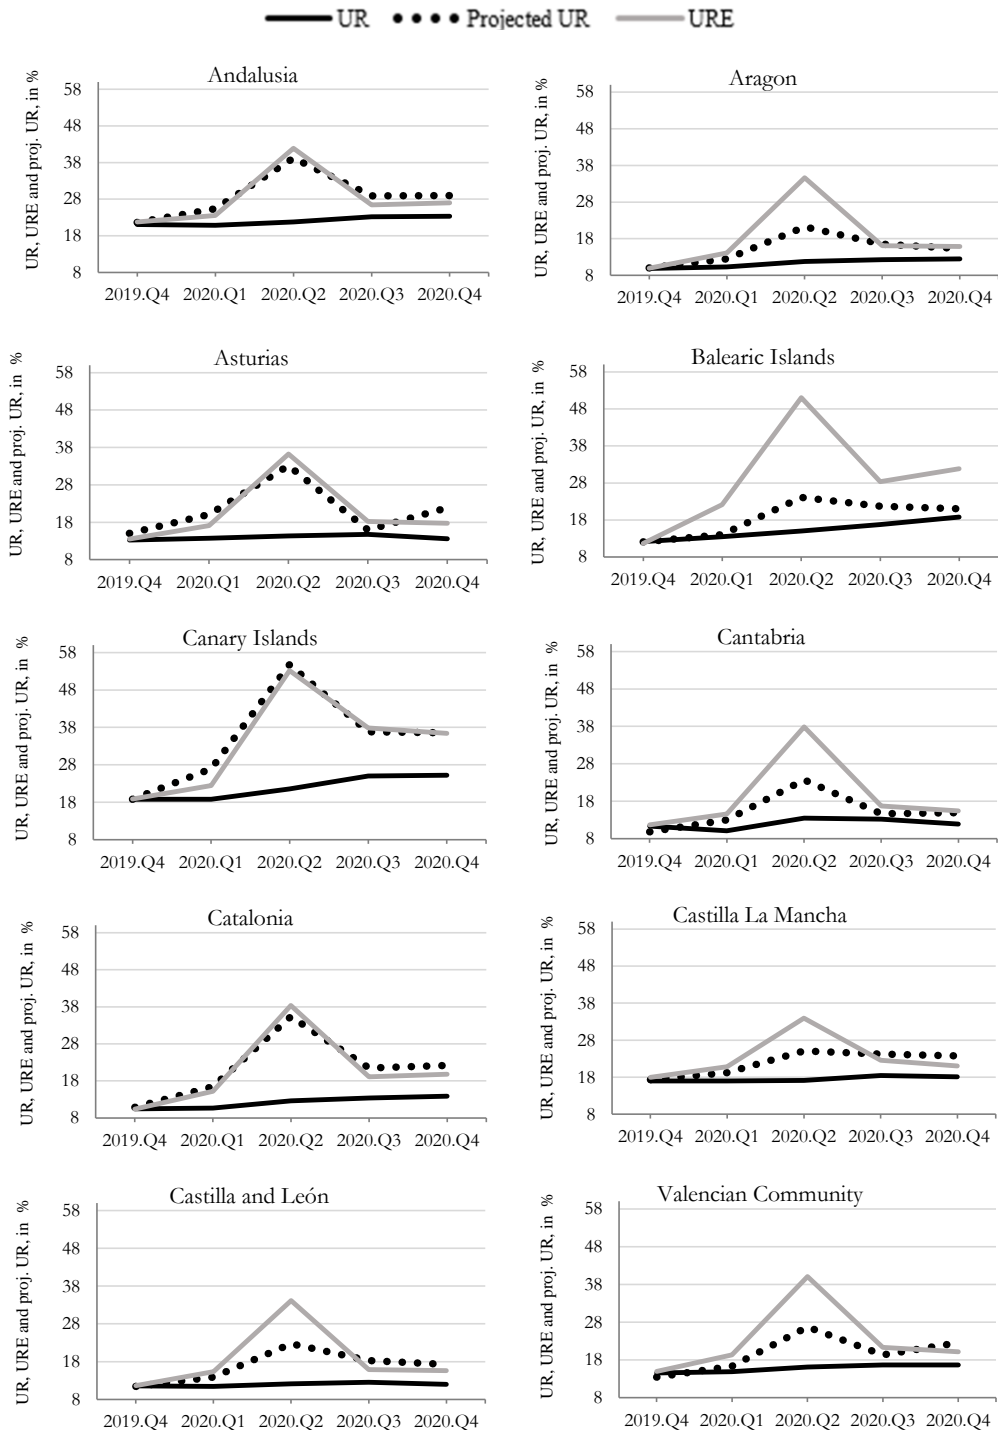 UR Projected UR URE
Andalusia
UR, URE and proj. UR, in %
58
48
38
28
18
8
2019.Q4 2020.Q1 2020.Q2 2020.Q3 2020.Q4
Aragon
UR, URE and proj. UR, in %
58
48
38
28
18
8
2019.Q4 2020.Q1 2020.Q2 2020.Q3 2020.Q4
Asturias
UR, URE and proj. UR, in %
58
48
38
28
18
8
2019.Q4 2020.Q1 2020.Q2 2020.Q3 2020.Q4
Balearic Islands
UR, URE and proj. UR, in %
58
48
38
28
18
8
2019.Q4 2020.Q1 2020.Q2 2020.Q3 2020.Q4
Canary Islands
UR, URE and proj. UR, in %
58
48
38
28
18
8
2019.Q4 2020.Q1 2020.Q2 2020.Q3 2020.Q4
Cantabria
UR, URE and proj. UR, in %
58
48
38
28
18
8
2019.Q4 2020.Q1 2020.Q2 2020.Q3 2020.Q4
Catalonia
UR, URE and proj. UR, in %
58
48
38
28
18
8
2019.Q4 2020.Q1 2020.Q2 2020.Q3 2020.Q4
Castilla La Mancha
UR, URE and proj. UR, in %
58
48
38
28
18
8
2019.Q4 2020.Q1 2020.Q2 2020.Q3 2020.Q4
Castilla and León
UR, URE and proj. UR, in %
58
48
38
28
18
8
2019.Q4 2020.Q1 2020.Q2 2020.Q3 2020.Q4
Valencian Community
UR, URE and proj. UR, in %
58
48
38
28
18
8
2019.Q4 2020.Q1 2020.Q2 2020.Q3 2020.Q4